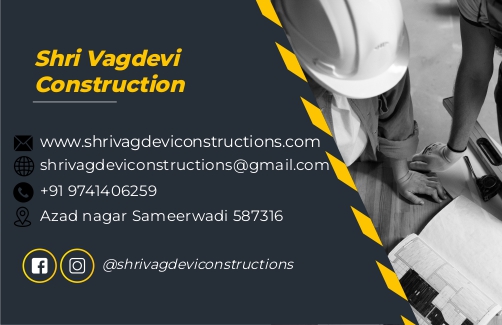 Shri Vagdevi
Construction
www.shrivagdeviconstructions.com
shrivagdeviconstructions@gmail.com
+91 9741406259
Azad nagar Sameerwadi 587316
@shrivagdeviconstructions